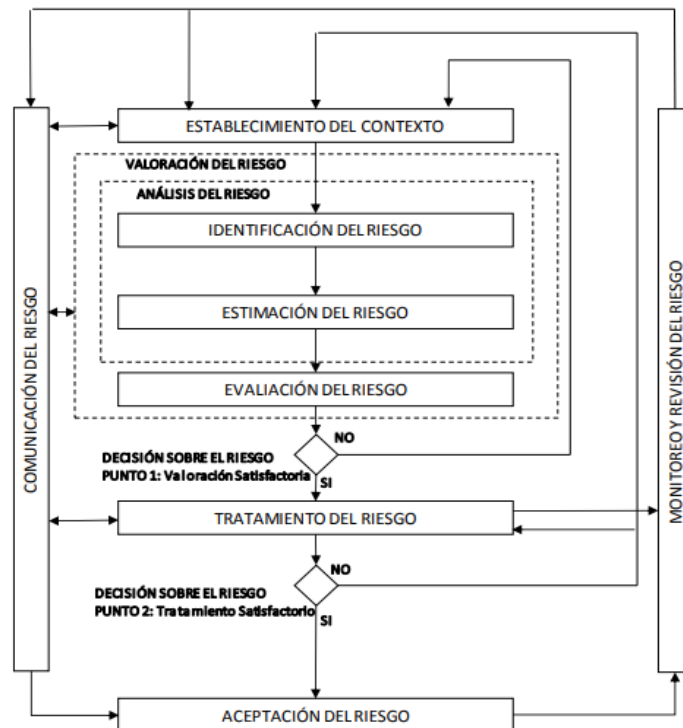 ESTABLECIMIENTO DEL CONTEXTO
VALORACIÓN DEL RIESGO
ANÁLISIS DEL RIESGO
IDENTIFICACIÓN DEL RIESGO
ESTIMACIÓN DEL RIESGO
EVALIACIÓN DEL RIESGO
NO
DECISIÓN SOBRE EL RIESGO
PUNTO 1: Valoración Satisfactoria
SI
TRATAMIENTO DEL RIESGO
NO
DECISIÓN SOBRE EL RIESGO
PUNTO 2: Tratamiento Satisfactorio
SI
ACEPTACIÓN DEL RIESGO
COMUNICACIÓN DEL RIESGO
MONITOREO Y REVISIÓN DEL RIESGO